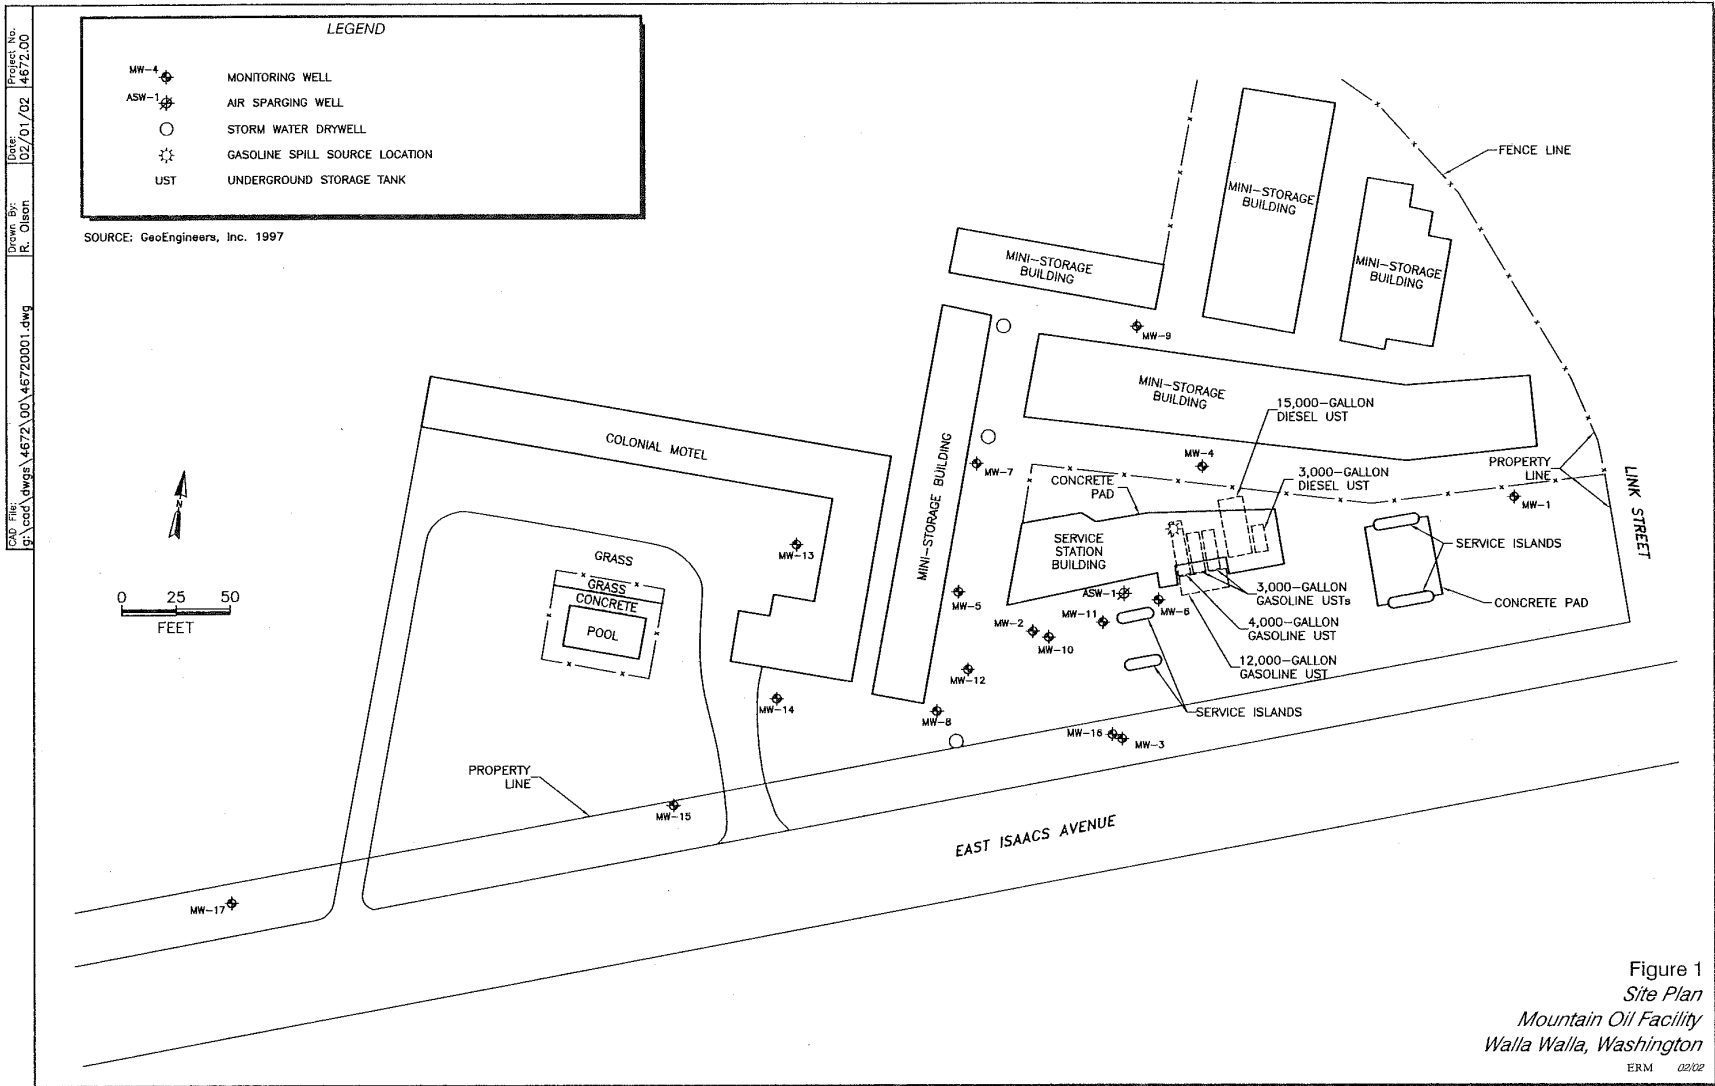 LEGEND
MW-4
MONITORING WELL
ASW-1
AIR SPARGING WELL
STORM WATER DRYWELL
GASOLINE SPILL SOURCE LOCATION
UST
UNDERGROUND STORAGE TANK
SOURCE: GeoEngineers, Inc. 1997
Project No.
4672.00
Date:
02/01/02
Drawn By:
R. Olson
CAD File:
g:\cad\dwgs\4672\00\46720001.dwg
N
0 25 50
FEET
FENCE LINE
MINI-STORAGE
BUILDING
MINI-STORAGE
BUILDING
MINI-STORAGE
BUILDING
MW-9
MINI-STORAGE
BUILDING
15,000-GALLON
DIESEL UST
COLONIAL MOTEL
MINI-STORAGE BUILDING
MW-7
MW-4
3,000-GALLON
DIESEL UST
PROPERTY
LINE
LINK STREET
CONCRETE
PAD
MW-1
MW-13
SERVICE
STATION
BUILDING
SERVICE ISLANDS
GRASS
GRASS
CONCRETE
POOL
MW-5
ASW-1
MW-6
3,000-GALLON
GASOLINE USTs
CONCRETE PAD
MW-11
MW-2
MW-10
4,000-GALLON
GASOLINE UST
12,000-GALLON
GASOLINE UST
MW-12
MW-14
MW-8
SERVICE ISLANDS
MW-16
MW-3
PROPERTY
LINE
MW-15
EAST ISAACS AVENUE
MW-17
Figure 1
Site Plan
Mountain Oil Facility
Walla Walla, Washington
ERM 02/02